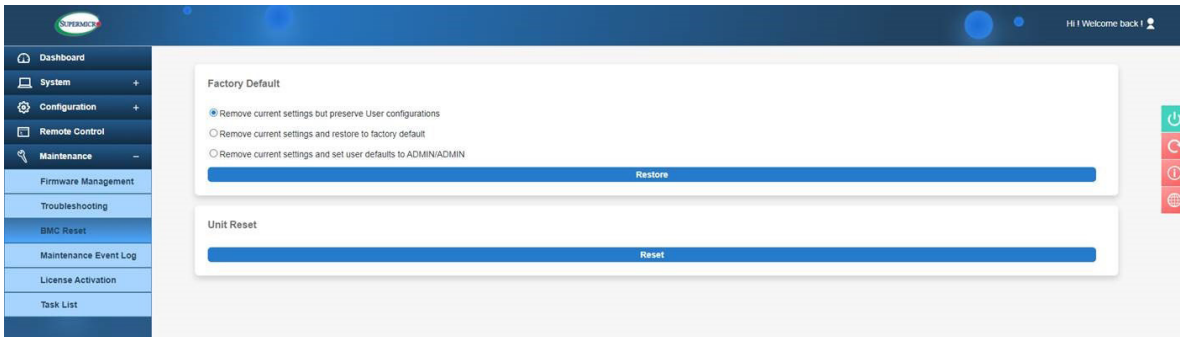 SUPERMICR
Hi ! Welcome back !
Dashboard
System +
Configuration +
Remote Control
Maintenance –
Firmware Management
Troubleshooting
BMC Reset
Maintenance Event Log
License Activation
Task List
Factory Default
Remove current settings but preserve User configurations
Remove current settings and restore to factory default
Remove current settings and set user defaults to ADMIN/ADMIN
Restore
Unit Reset
Reset